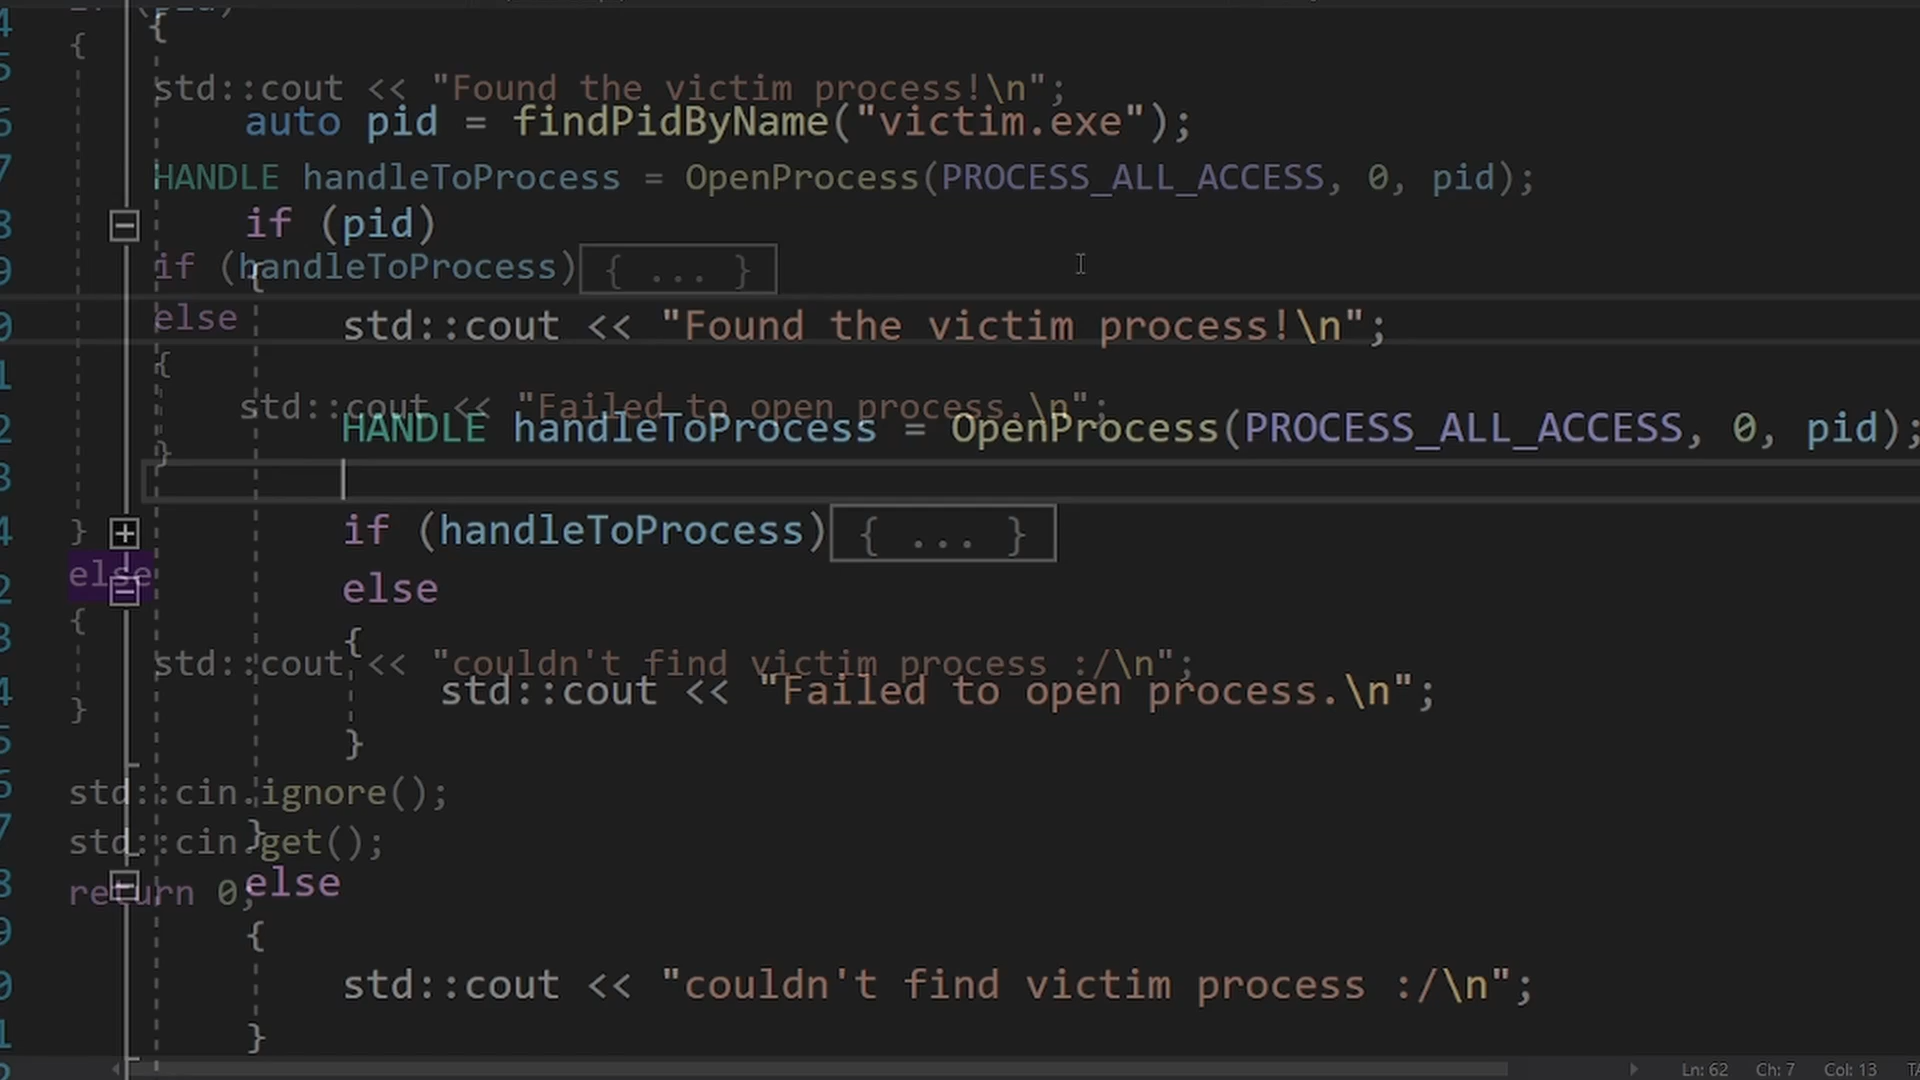 {
{
std::cout << "Found the victim process!\n";
auto pid = findPidByName("victim.exe");
HANDLE handleToProcess = OpenProcess(PROCESS_ALL_ACCESS, 0, pid);
if (pid)
if (handleToProcess){ ... }
{
else
std::cout << "Found the victim process!\n";
{
std::cout << "Failed to open process.\n";
HANDLE handleToProcess = OpenProcess(PROCESS_ALL_ACCESS, 0, pid);
}
}
if (handleToProcess){ ... }
else
else
{
{
std::cout << "couldn't find victim process :/\n";
std::cout << "Failed to open process.\n";
}
}
std::cin.ignore();
}
std::cin.get();
else
return 0;
{
std::cout << "couldn't find victim process :/\n";
}
Ln: 62 Ch: 7 Col: 13